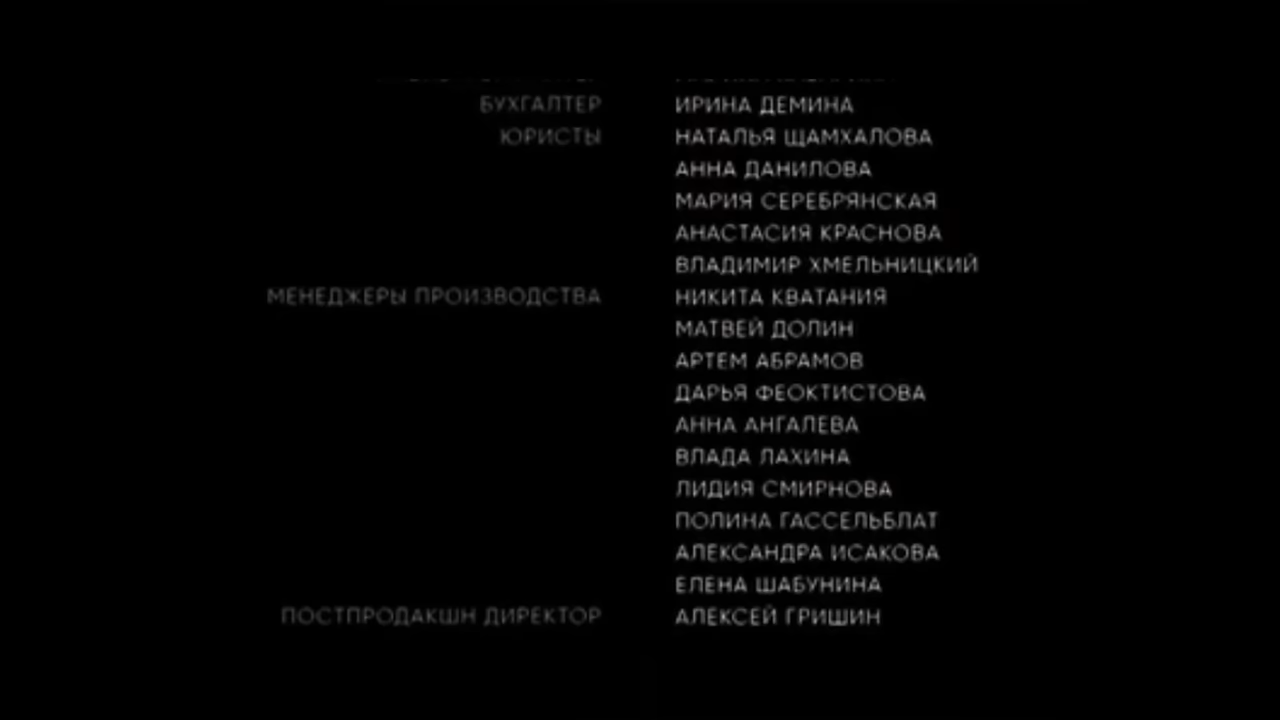 БУХГАЛТЕР ИРИНА ДЕМИНА
ЮРИСТЫ НАТАЛЬЯ ЩАМХАЛОВА
АННА ДАНИЛОВА
МАРИЯ СЕРЕБРЯНСКАЯ
АНАСТАСИЯ КРАСНОВА
ВЛАДИМИР ХМЕЛЬНИЦКИЙ
МЕНЕДЖЕРЫ ПРОИЗВОДСТВА НИКИТА КВАТАНИЯ
МАТВЕЙ ДОЛИН
АРТЕМ АБРАМОВ
ДАРЬЯ ФЕОКТИСТОВА
АННА АНГАЛЕВА
ВЛАДА ЛАХИНА
ЛИДИЯ СМИРНОВА
ПОЛИНА ГАССЕЛЬБЛАТ
АЛЕКСАНДРА ИСАКОВА
ЕЛЕНА ШАБУНИНА
ПОСТПРОДАКШН ДИРЕКТОР АЛЕКСЕЙ ГРИШИН